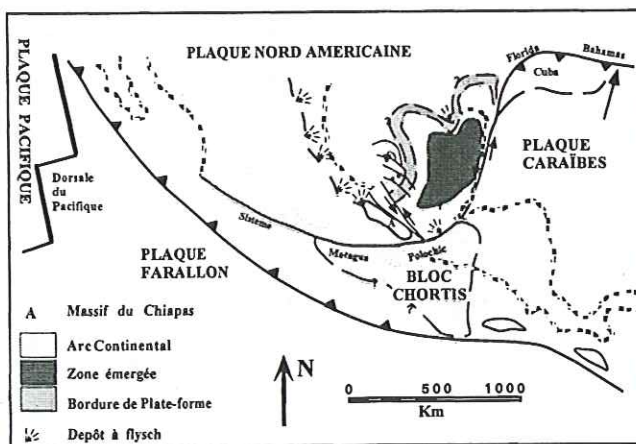 PLAQUE PACIFIQUE
PLAQUE NORD AMERICAINE
Florida
Bahamas
Cuba
PLAQUE
CARAÏBES
Dorsale
du
Pacifique
Sistema
PLAQUE
FARALLON
Motagua
Polochic
BLOC
CHORTIS
A Massif du Chiapas
Arc Continental
Zone émergée
Bordure de Plate-forme
Depôt à flysch
N
0 500 1000
Km